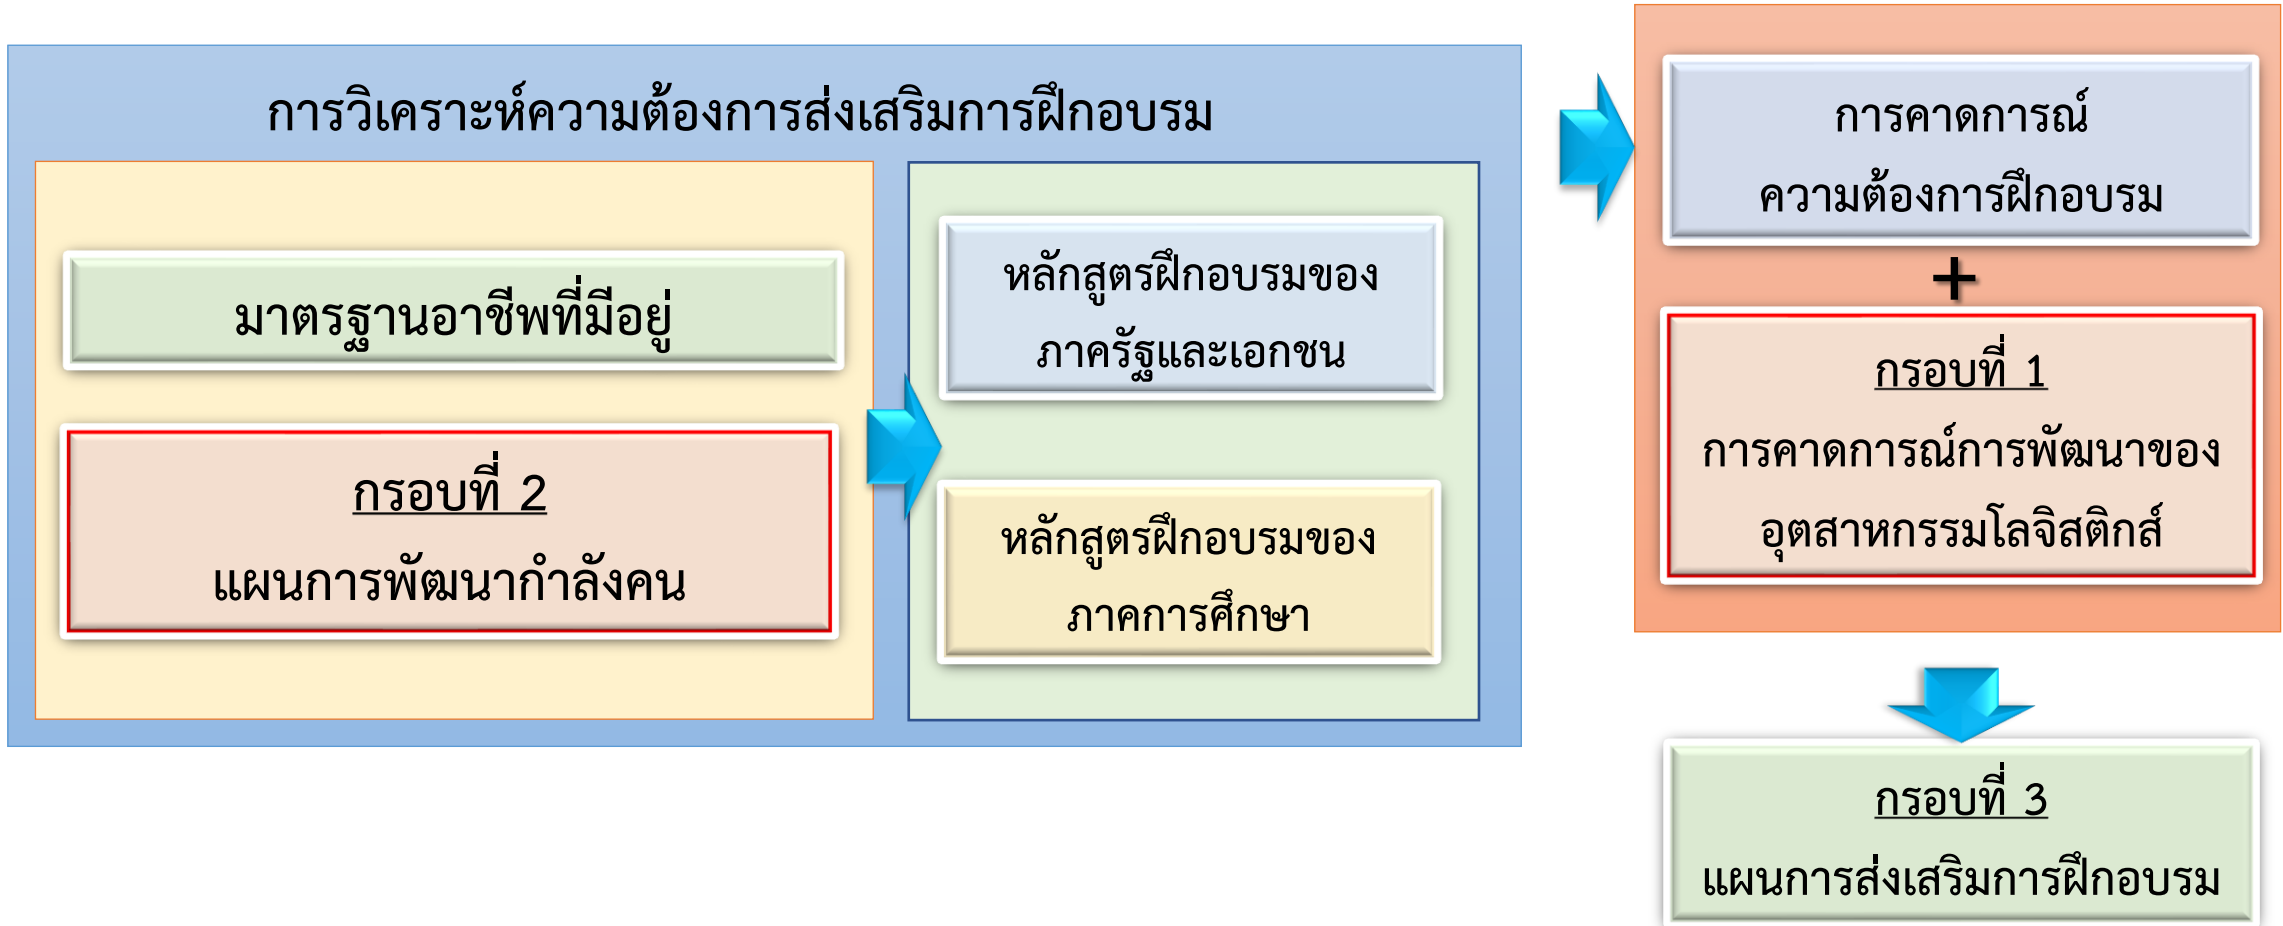 การวิเคราะห์ความต้องการส่งเสริมการฝึกอบรม
มาตรฐานอาชีพที่มีอยู่
กรอบที่ 2
แผนการพัฒนากำลังคน
หลักสูตรฝึกอบรมของ
ภาครัฐและเอกชน
หลักสูตรฝึกอบรมของ
ภาคการศึกษา
การคาดการณ์
ความต้องการฝึกอบรม
+
กรอบที่ 1
การคาดการณ์การพัฒนาของ
อุตสาหกรรมโลจิสติกส์
กรอบที่ 3
แผนการส่งเสริมการฝึกอบรม